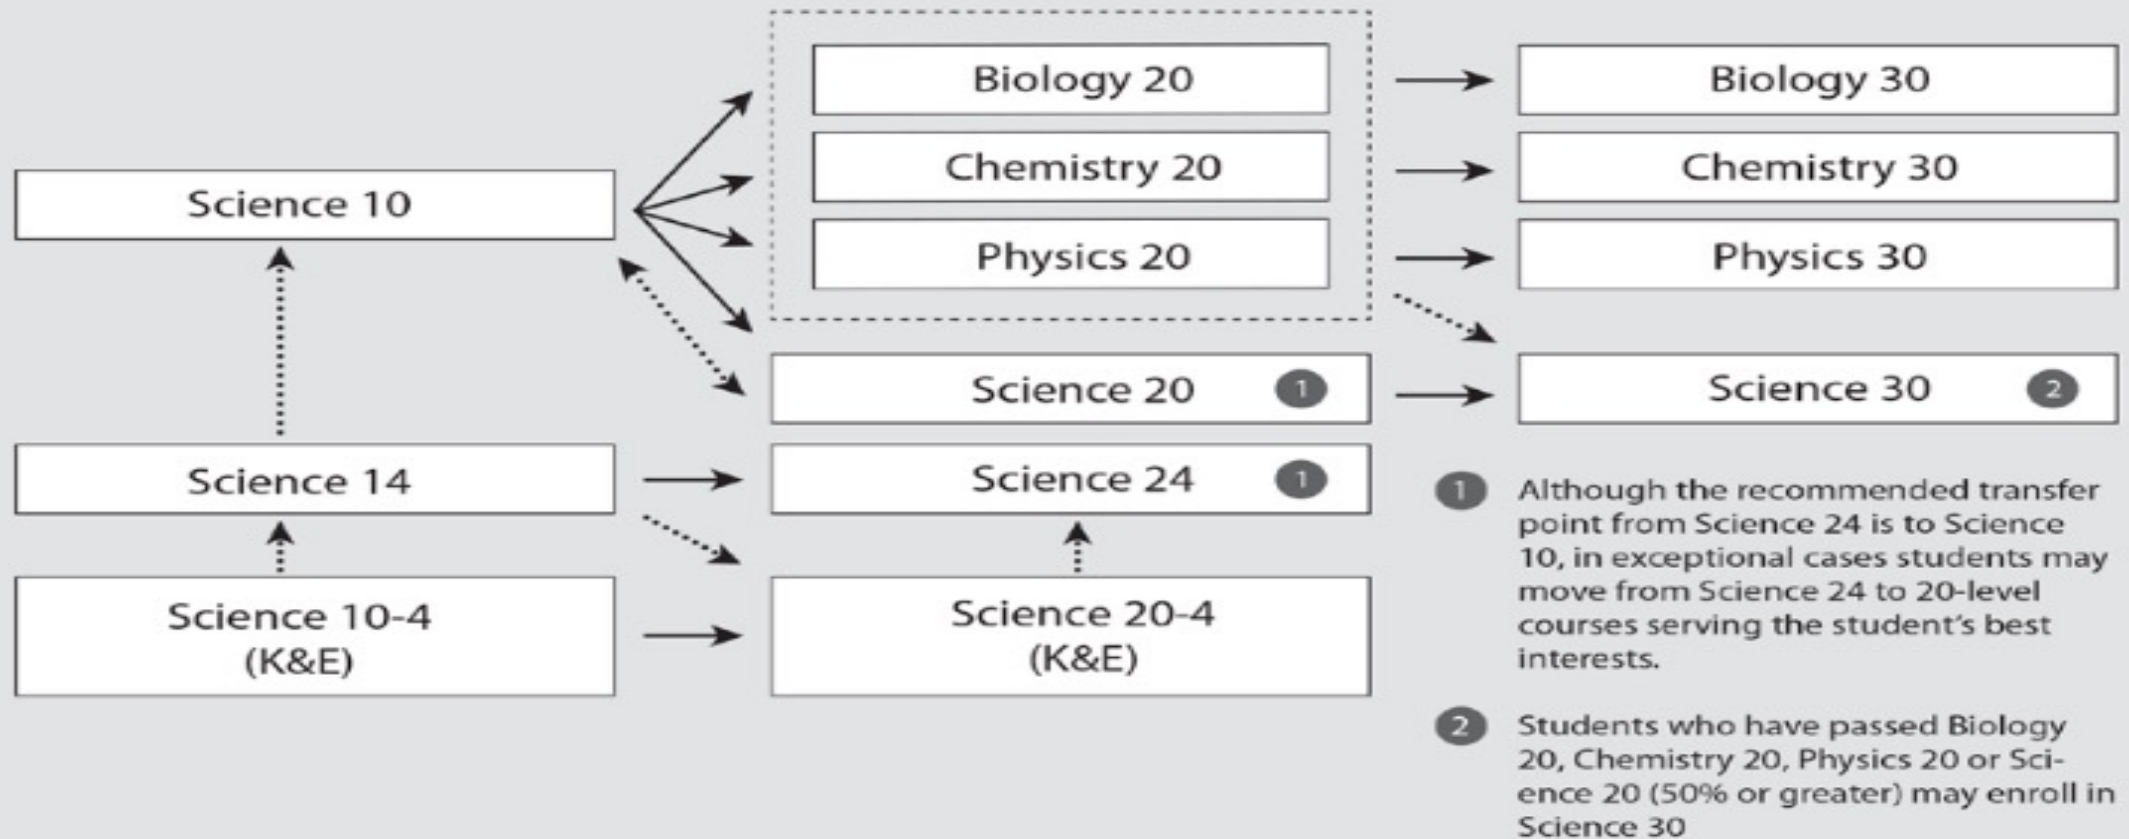 Biology 20
Biology 30
Chemistry 20
Chemistry 30
Science 10
Physics 20
Physics 30
Science 20 1
Science 30 2
Science 14
Science 24 1
Science 10-4
(K&E)
Science 20-4
(K&E)
1 Although the recommended transfer
point from Science 24 is to Science
10, in exceptional cases students may
move from Science 24 to 20-level
courses serving the student's best
interests.
2 Students who have passed Biology
20, Chemistry 20, Physics 20 or Sci-
ence 20 (50% or greater) may enroll in
Science 30